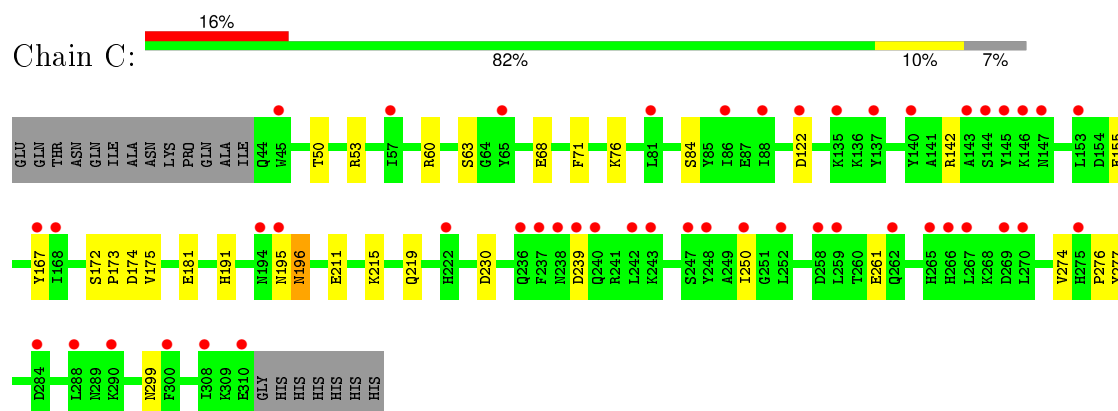 16%
Chain C:
82% 10% 7%
GLU GLN THR ASN GLN ILE ALA ASN LYS PRO GLN ALA ILE Q44 W45 T50 R53 I57 R60 S63 G64 Y65 E68 F71 K76 L81 S84 Y85 I86 E87 I88 D122 K135 K136 Y137 Y140 A141 R142 A143 S144 Y145 K146 N147 L153 D154 E155
Y167 I168 S172 P173 D174 V175 E181 H191 N194 N195 N196 E211 K215 Q219 H222 D230 Q236 F237 N238 D239 Q240 R241 L242 K243 S247 Y248 A249 I250 G251 L252 D258 L259 T260 E261 Q262 H265 H266 L267 K268 D269 L270 V274 H275 P276 Y277
D284 L288 N289 K290 N299 F300 I308 K309 E310 GLY HIS HIS HIS HIS HIS HIS